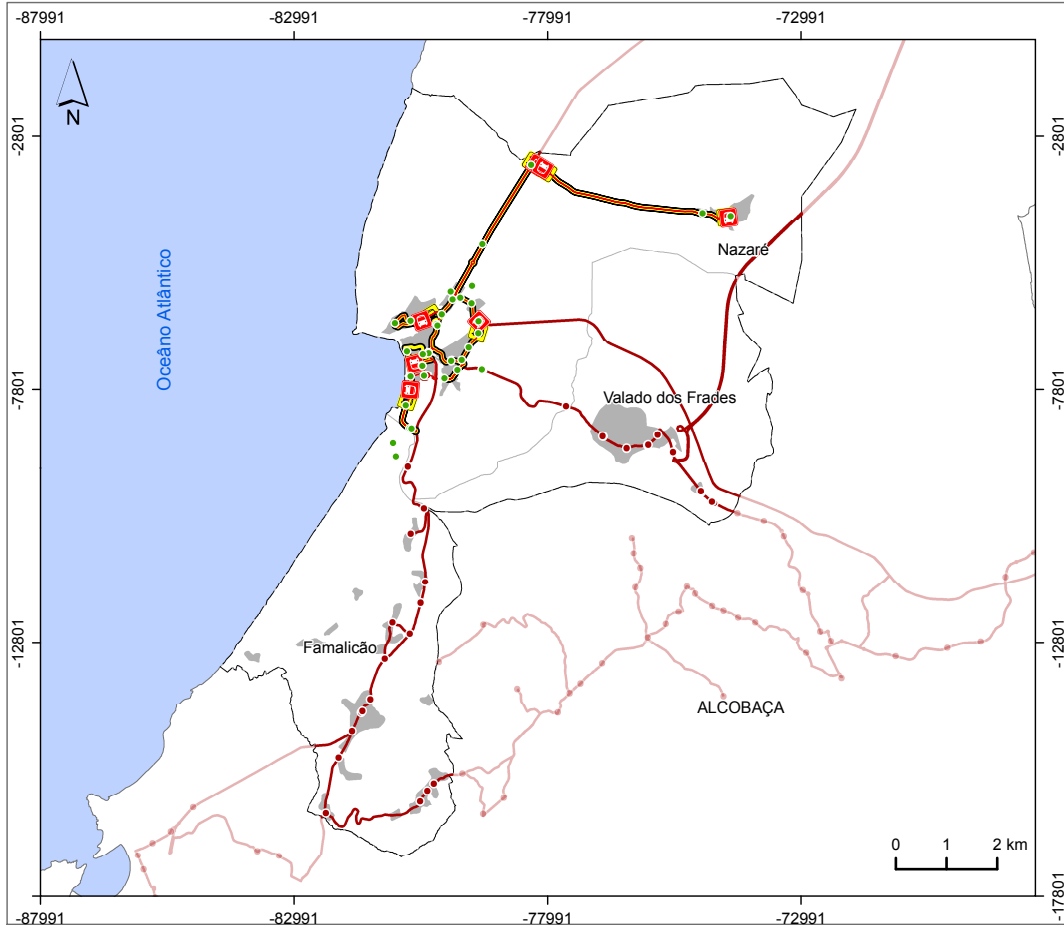 -87991 -82991 -77991 -72991
N
-2801 -2801
Nazaré
Oceâno Atlântico
-7801 -7801
Valado dos Frades
-12801 -12801
Famalicão
ALCOBAÇA
0 1 2 km
-17801
-87991 -82991 -77991 -72991